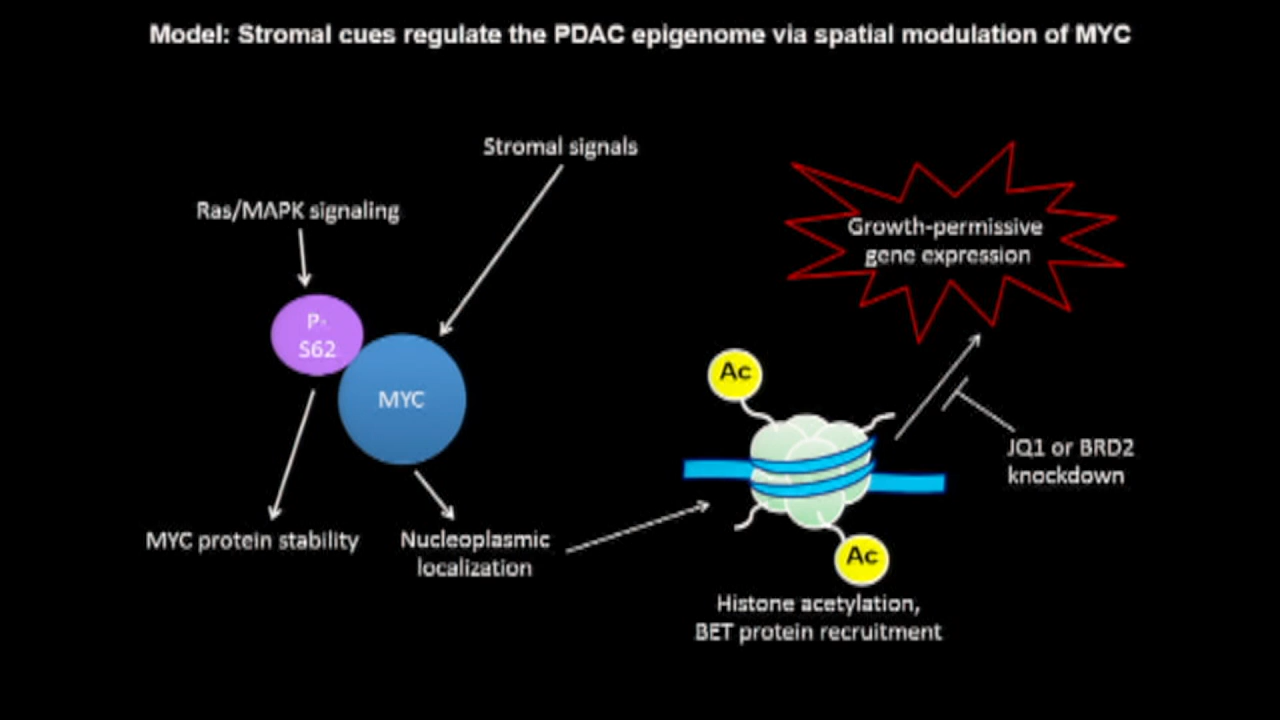 Model: Stromal cues regulate the PDAC epigenome via spatial modulation of MYC
Stromal signals
Ras/MAPK signaling
Growth-permissive
gene expression
P-
S62
MYC
Ac
JQ1 or BRD2
knockdown
MYC protein stability
Nucleoplasmic
localization
Ac
Histone acetylation,
BET protein recruitment